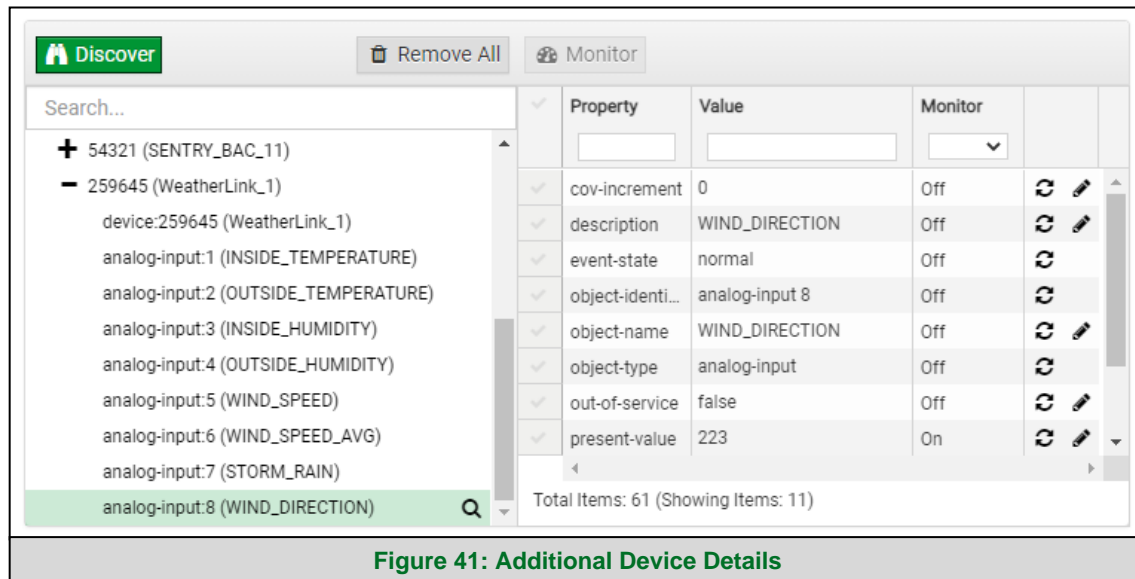 Discover
Remove All
Monitor
Search...
54321 (SENTRY_BAC_11)
259645 (WeatherLink_1)
device:259645 (WeatherLink_1)
analog-input:1 (INSIDE_TEMPERATURE)
analog-input:2 (OUTSIDE_TEMPERATURE)
analog-input:3 (INSIDE_HUMIDITY)
analog-input:4 (OUTSIDE_HUMIDITY)
analog-input:5 (WIND_SPEED)
analog-input:6 (WIND_SPEED_AVG)
analog-input:7 (STORM_RAIN)
analog-input:8 (WIND_DIRECTION)
Property Value Monitor
cov-increment 0 Off
description WIND_DIRECTION Off
event-state normal Off
object-identi... analog-input 8 Off
object-name WIND_DIRECTION Off
object-type analog-input Off
out-of-service false Off
present-value 223 On
Total Items: 61 (Showing Items: 11)
Figure 41: Additional Device Details